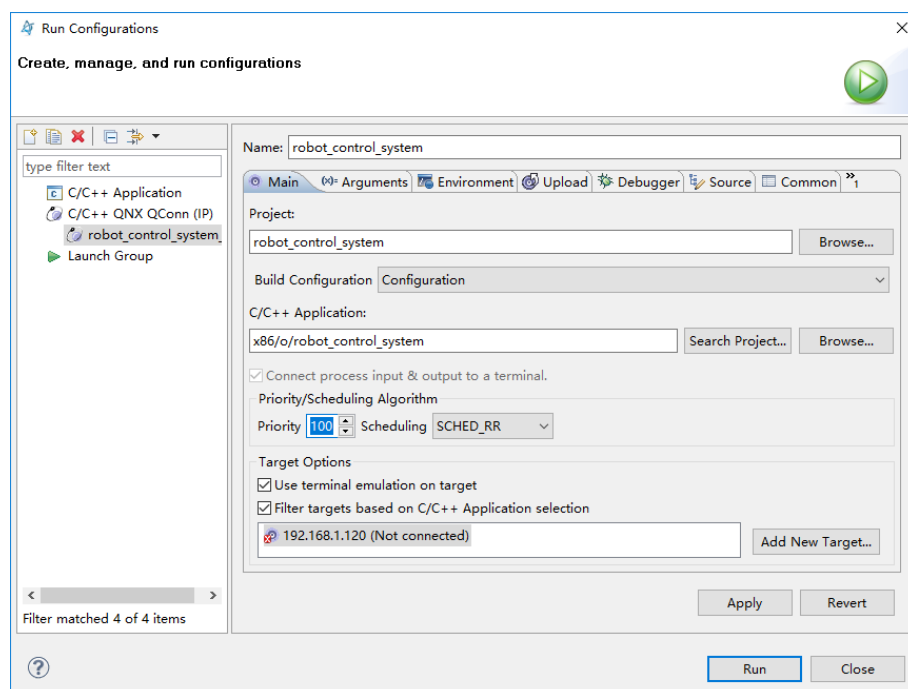 Run Configurations
Create, manage, and run configurations
type filter text
C/C++ Application
C/C++ QNX QConn (IP)
robot_control_system_
Launch Group
Filter matched 4 of 4 items
Name: robot_control_system
Main (x)= Arguments Environment Upload Debugger Source Common »1
Project:
robot_control_system Browse...
Build Configuration Configuration
C/C++ Application:
x86/o/robot_control_system Search Project... Browse...
Connect process input & output to a terminal.
Priority/Scheduling Algorithm
Priority 100 Scheduling SCHED_RR
Target Options
Use terminal emulation on target
Filter targets based on C/C++ Application selection
192.168.1.120 (Not connected) Add New Target...
Apply Revert
Run Close